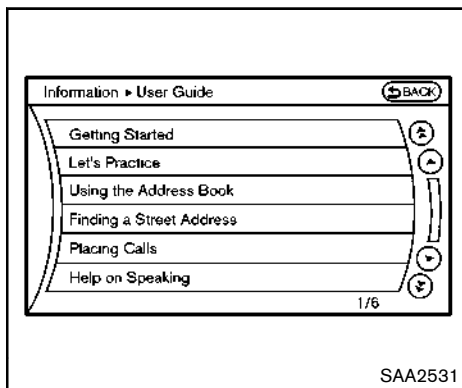 Information ▸ User Guide
BACK
Getting Started
Let's Practice
Using the Address Book
Finding a Street Address
Placing Calls
Help on Speaking
1/6
SAA2531